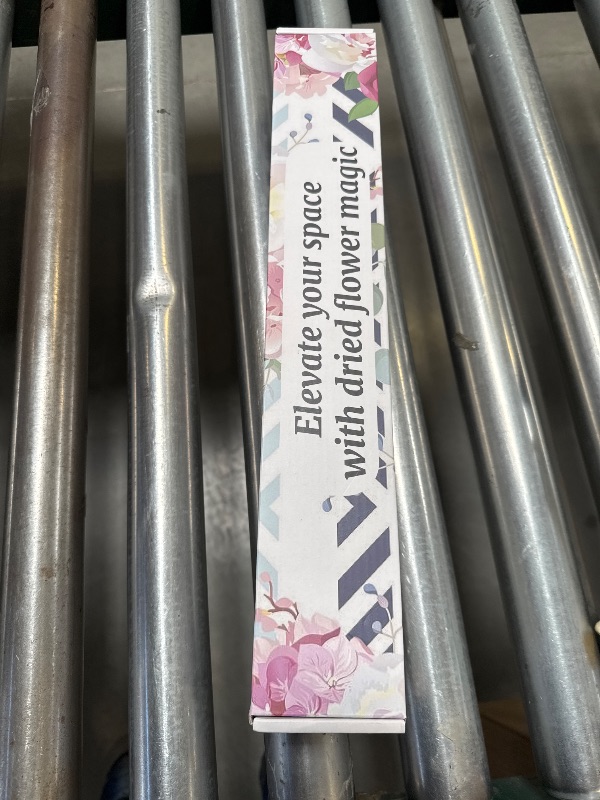 Elevate your space
with dried flower magic